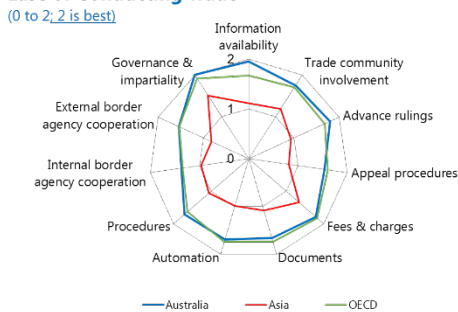 (0 to 2; 2 is best)
Information
availability
Governance &
impartiality
Trade community
involvement
External border
agency cooperation
Advance rulings
Internal border
agency cooperation
Appeal procedures
Procedures
Fees & charges
Automation
Documents
2
1
0
Australia
Asia
OECD